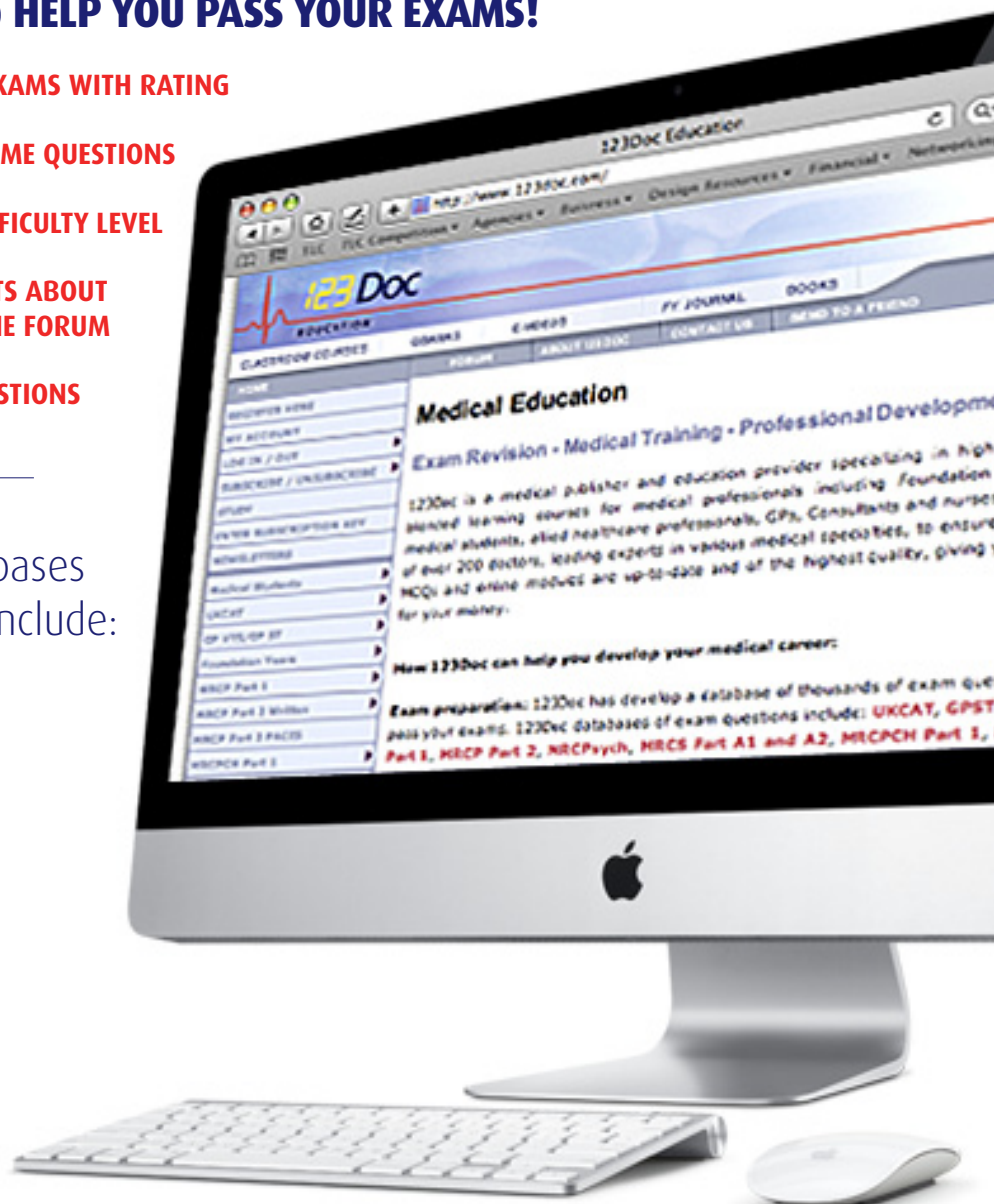 HELP YOU PASS YOUR EXAMS!
XAMS WITH RATING
ME QUESTIONS
FICULTY LEVEL
TS ABOUT
NE FORUM
STIONS
bases
nclude:
123Doc Education
http://www.123doc.com/
TLC TLC Competition Agencies Business Design Resources Financial Networking
123Doc
EDUCATION
CLASSROOM COURSES QBANKS E-VIDEOS FY JOURNAL BOOKS
FORUM ABOUT 123DOC CONTACT US SEND TO A FRIEND
HOME
REGISTER HERE
MY ACCOUNT
LOG IN / OUT
SUBSCRIBE / UNSUBSCRIBE
STUDY
ENTER SUBSCRIPTION KEY
NEWSLETTERS
Medical Students
UKCAT
GP VTS/GP ST
Foundation Years
MRCP Part 1
MRCP Part 2 Written
MRCP Part 2 PACES
MRCPCH Part 1
Medical Education
Exam Revision - Medical Training - Professional Developme
123Doc is a medical publisher and education provider specialising in high
blended learning courses for medical professionals including Foundation
medical students, allied healthcare professionals, GPs, Consultants and nurses
of over 200 doctors, leading experts in various medical specialties, to ensure
MCQs and online modules are up-to-date and of the highest quality, giving
for your money.
How 123Doc can help you develop your medical career:
Exam preparation: 123Doc has develop a database of thousands of exam que
pass your exams. 123Doc databases of exam questions include: UKCAT, GPST
Part 1, MRCP Part 2, MRCPsych, MRCS Part A1 and A2, MRCPCH Part 1,